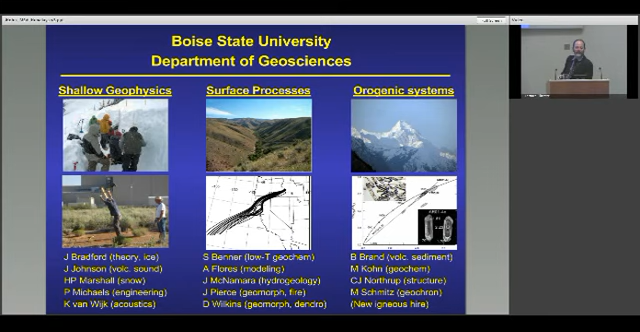 Boise State University
Department of Geosciences
Shallow Geophysics
Surface Processes
Orogenic systems
J Bradford (theory, ice)
J Johnson (volc. sound)
HP Marshall (snow)
P Michaels (engineering)
K van Wijk (acoustics)
S Benner (low-T geochem)
A Flores (modeling)
J McNamara (hydrogeology)
J Pierce (geomorph, fire)
D Wilkins (geomorph, dendro)
B Brand (volc. sediment)
M Kohn (geochem)
CJ Northrup (structure)
M Schmitz (geochron)
(New igneous hire)